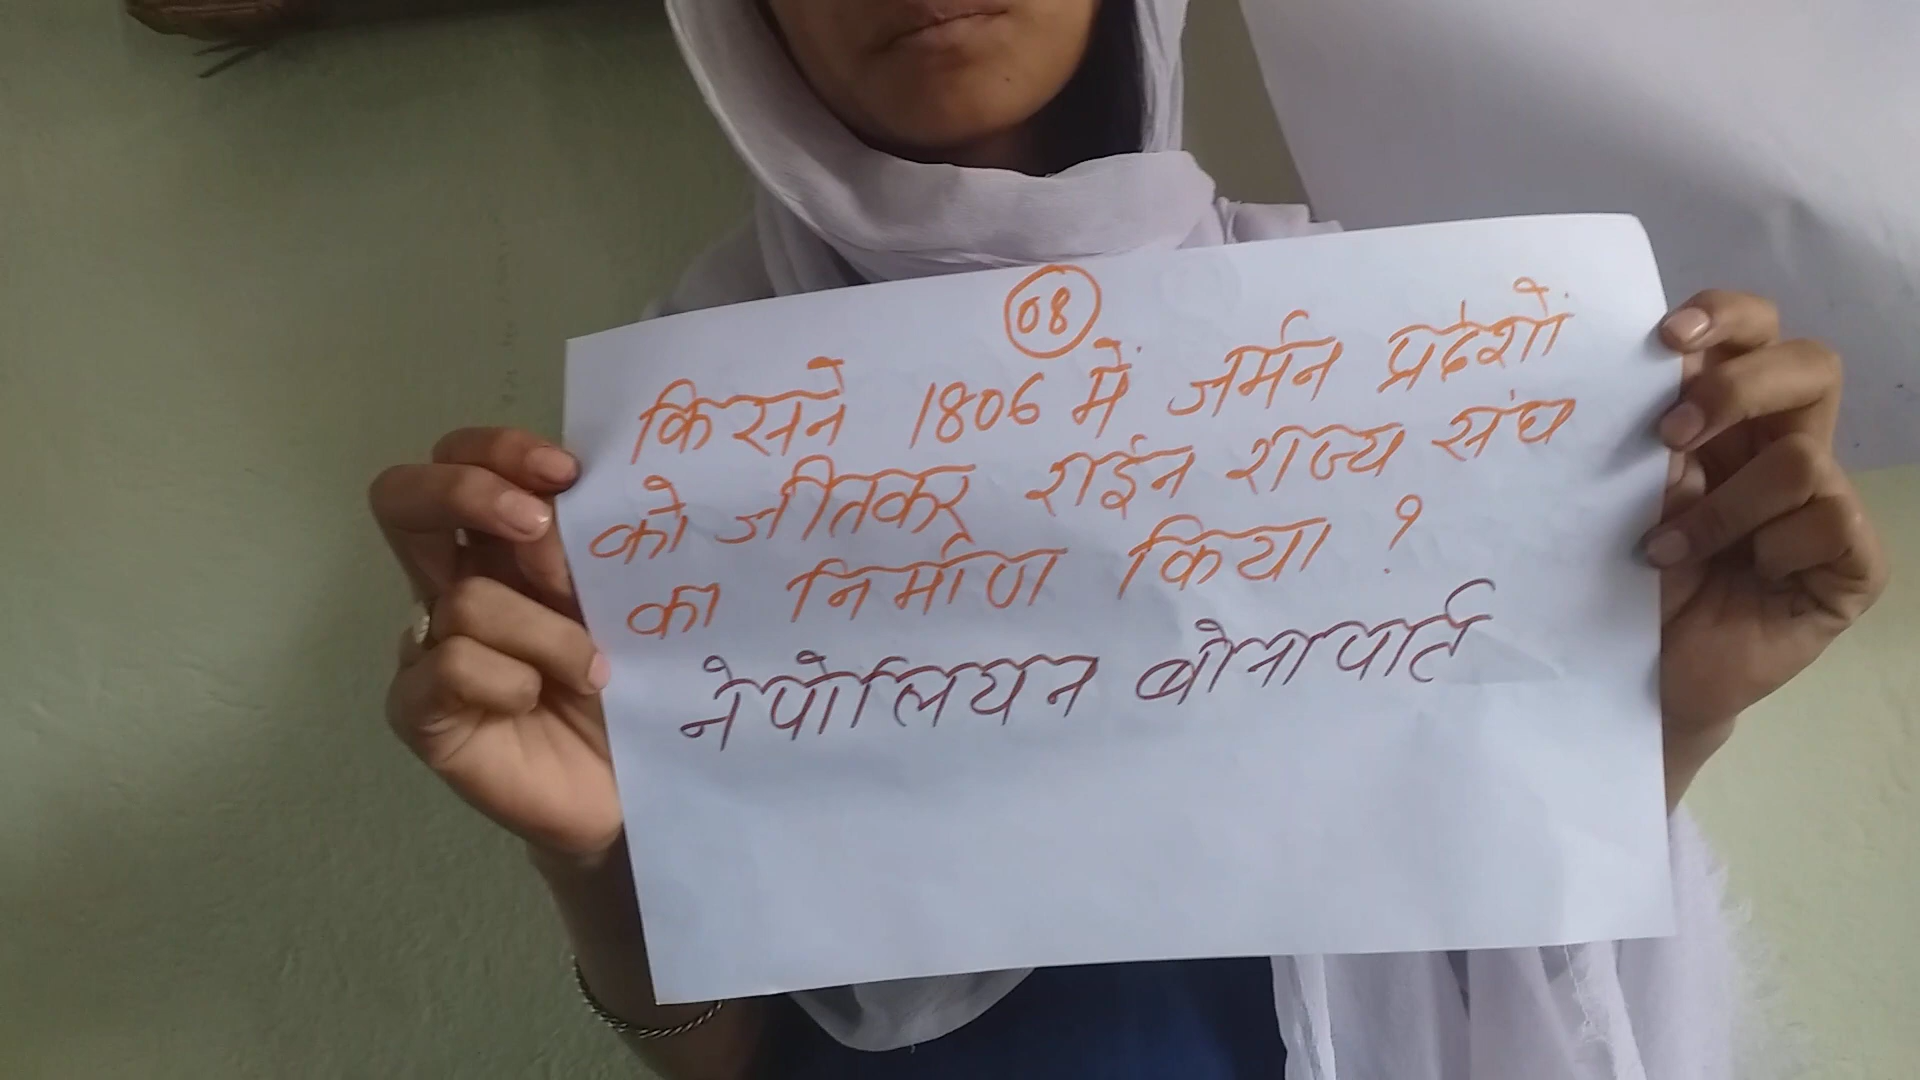 08
किसने 1806 में जर्मन प्रदेशों
को जीतकर राईन राज्य संघ
का निर्माण किया ?
नेपोलियन बोनापार्त